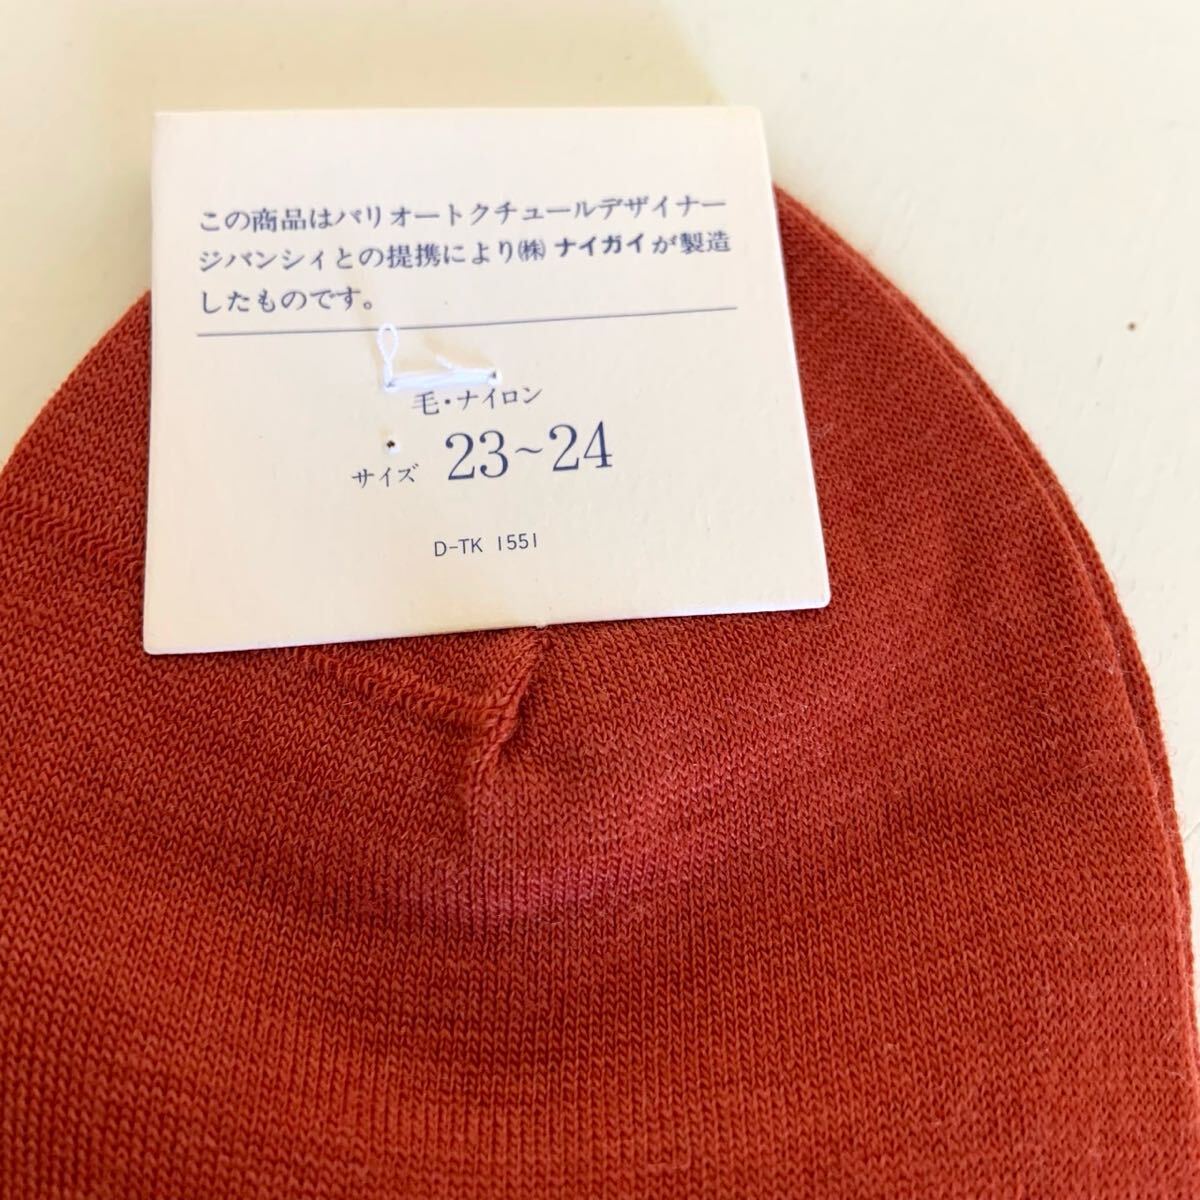 この商品はパリオートクチュールデザイナー
ジバンシィとの提携により㈱ナイガイが製造
したものです。
毛・ナイロン
サイズ 23~24
D-TK 1551